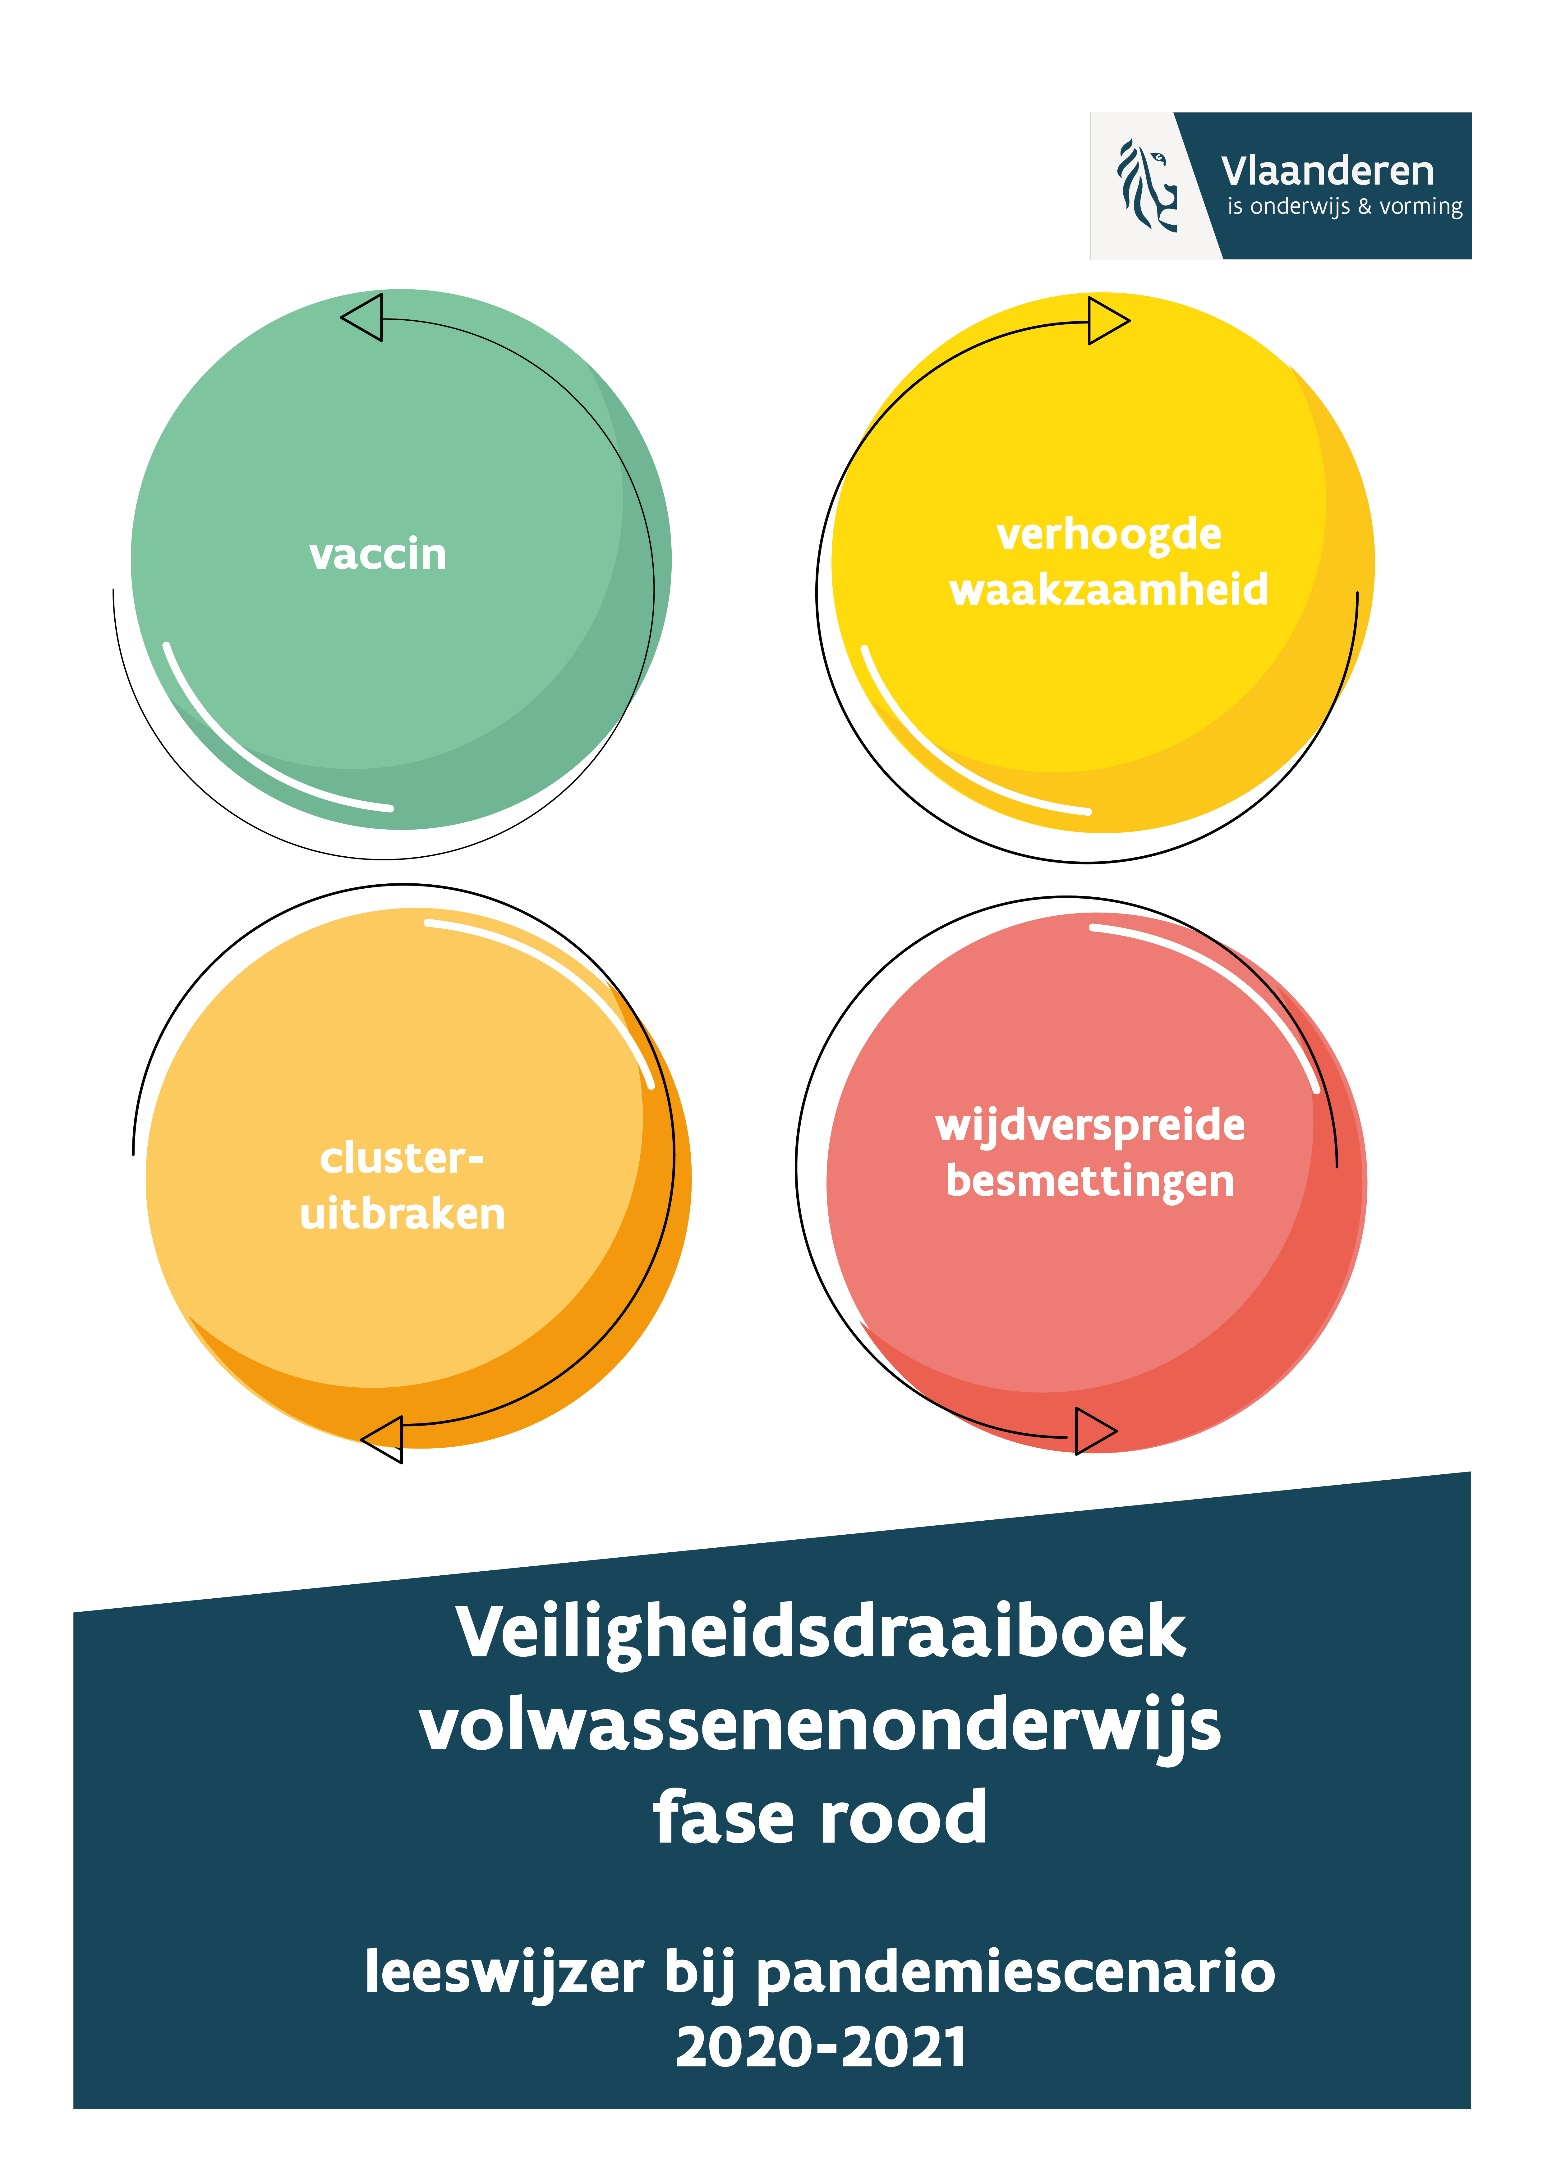 Vlaanderen
is onderwijs & vorming
vaccin
verhoogde
waakzaamheid
cluster-
uitbraken
wijdverspreide
besmettingen
Veiligheidsdraaiboek
volwassenenonderwijs
fase rood
leeswijzer bij pandemiescenario
2020-2021